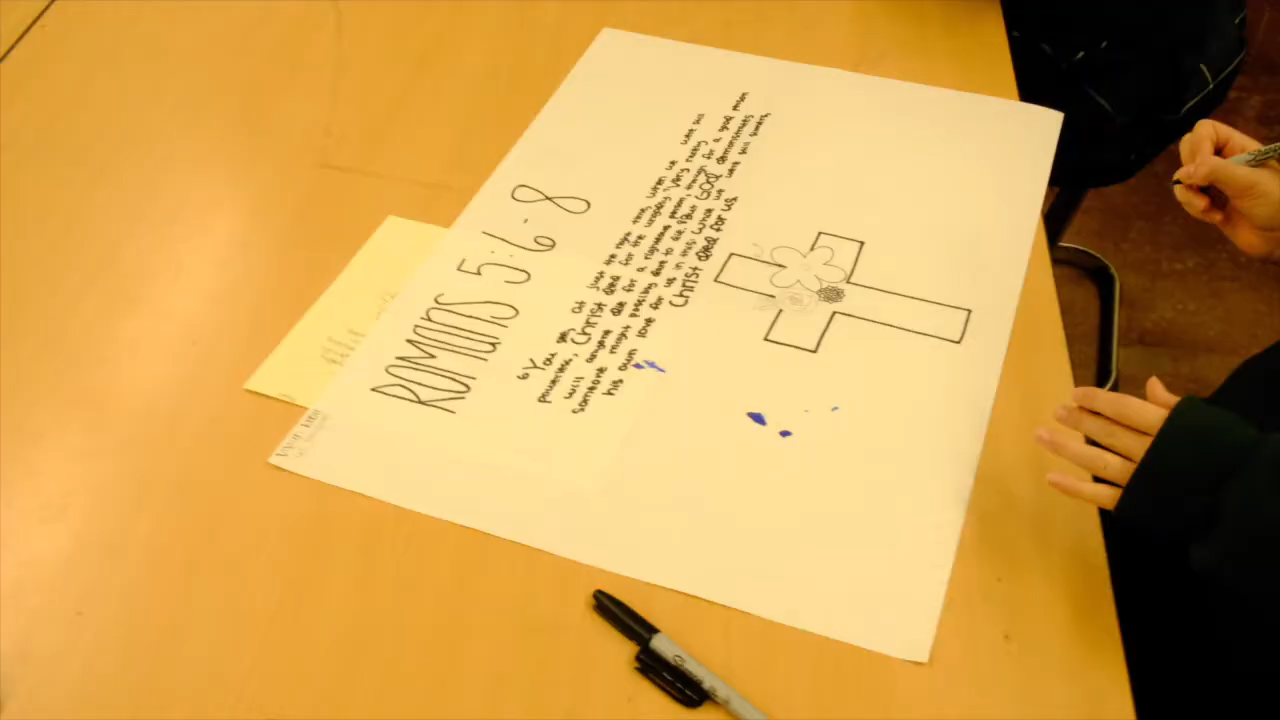 ROMANS 5:6-8
6 You see, at just the right time, when we were still
powerless, Christ died for the ungodly. 7 Very rarely
will anyone die for a righteous person, though for a good person
someone might possibly dare to die. 8 But GOD demonstrates
his own love for us in this: While we were still sinners,
Christ died for us